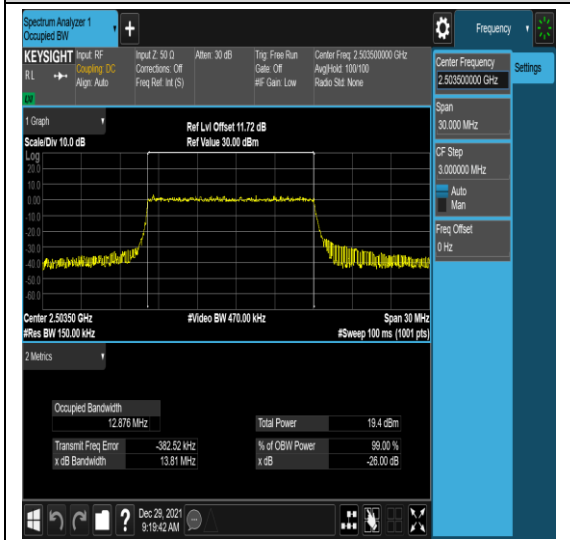 Spectrum Analyzer 1
Occupied BW
Frequency
KEYSIGHT
RL
Input: RF
Coupling: DC
Align: Auto
Input Z: 50 Ω
Corrections: Off
Freq Ref: Int (S)
Atten: 30 dB
Trig: Free Run
Gate: Off
#IF Gain: Low
Center Freq: 2.503500000 GHz
Avg|Hold: 100/100
Radio Std: None
Center Frequency
2.503500000 GHz
Settings
Span
30.000 MHz
CF Step
3.000000 MHz
Auto
Man
Freq Offset
0 Hz
1 Graph
Scale/Div 10.0 dB
Ref Lvl Offset 11.72 dB
Ref Value 30.00 dBm
Log
20.0
10.0
0.00
-10.0
-20.0
-30.0
-40.0
-50.0
-60.0
Center 2.50350 GHz
#Video BW 470.00 kHz
Span 30 MHz
#Res BW 150.00 kHz
#Sweep 100 ms (1001 pts)
2 Metrics
Occupied Bandwidth
12.876 MHz
Total Power 19.4 dBm
Transmit Freq Error -382.52 kHz
% of OBW Power 99.00 %
x dB Bandwidth 13.81 MHz
x dB -26.00 dB
?
Dec 29, 2021
9:19:42 AM